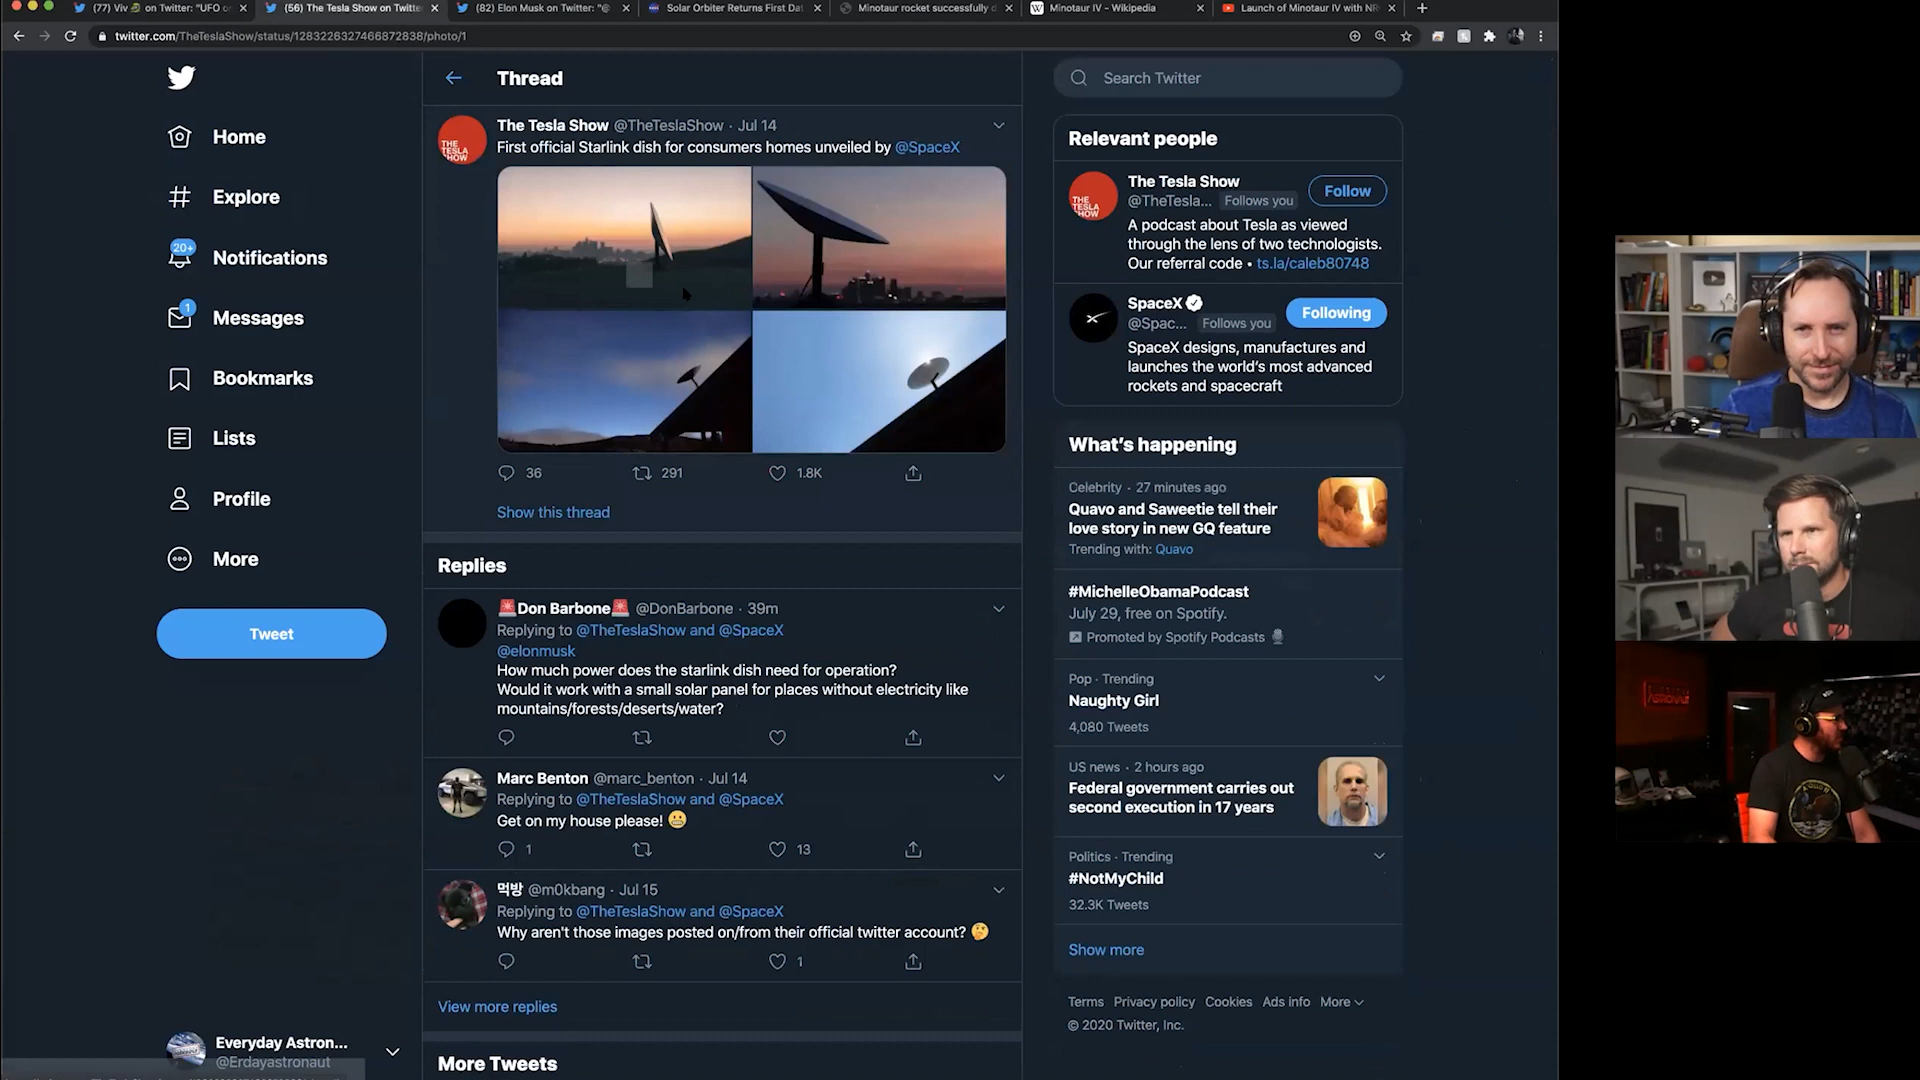 (77) Viv on Twitter: "UFO o
(56) The Tesla Show on Twitte
(82) Elon Musk on Twitter: "@
Solar Orbiter Returns First Dat
Minotaur rocket successfully d
Minotaur IV - Wikipedia
Launch of Minotaur IV with NR
twitter.com/TheTeslaShow/status/1283226327466872838/photo/1
Home
Explore
20+
Notifications
1
Messages
Bookmarks
Lists
Profile
More
Tweet
Everyday Astron...
@Erdayastronaut
Thread
THE TESLA SHOW
The Tesla Show @TheTeslaShow · Jul 14
First official Starlink dish for consumers homes unveiled by @SpaceX
36 291 1.8K
Show this thread
Replies
🚨Don Barbone🚨 @DonBarbone · 39m
Replying to @TheTeslaShow and @SpaceX
@elonmusk
How much power does the starlink dish need for operation?
Would it work with a small solar panel for places without electricity like
mountains/forests/deserts/water?
Marc Benton @marc_benton · Jul 14
Replying to @TheTeslaShow and @SpaceX
Get on my house please! 😬
1 13
먹방 @m0kbang · Jul 15
Replying to @TheTeslaShow and @SpaceX
Why aren't those images posted on/from their official twitter account? 🤔
1
View more replies
More Tweets
Search Twitter
Relevant people
THE TESLA SHOW
The Tesla Show
@TheTesla... Follows you
Follow
A podcast about Tesla as viewed
through the lens of two technologists.
Our referral code • ts.la/caleb80748
SpaceX
@Spac... Follows you
Following
SpaceX designs, manufactures and
launches the world's most advanced
rockets and spacecraft
What's happening
Celebrity · 27 minutes ago
Quavo and Saweetie tell their
love story in new GQ feature
Trending with: Quavo
#MichelleObamaPodcast
July 29, free on Spotify.
Promoted by Spotify Podcasts 🎙
Pop · Trending
Naughty Girl
4,080 Tweets
US news · 2 hours ago
Federal government carries out
second execution in 17 years
Politics · Trending
#NotMyChild
32.3K Tweets
Show more
Terms Privacy policy Cookies Ads info More
© 2020 Twitter, Inc.